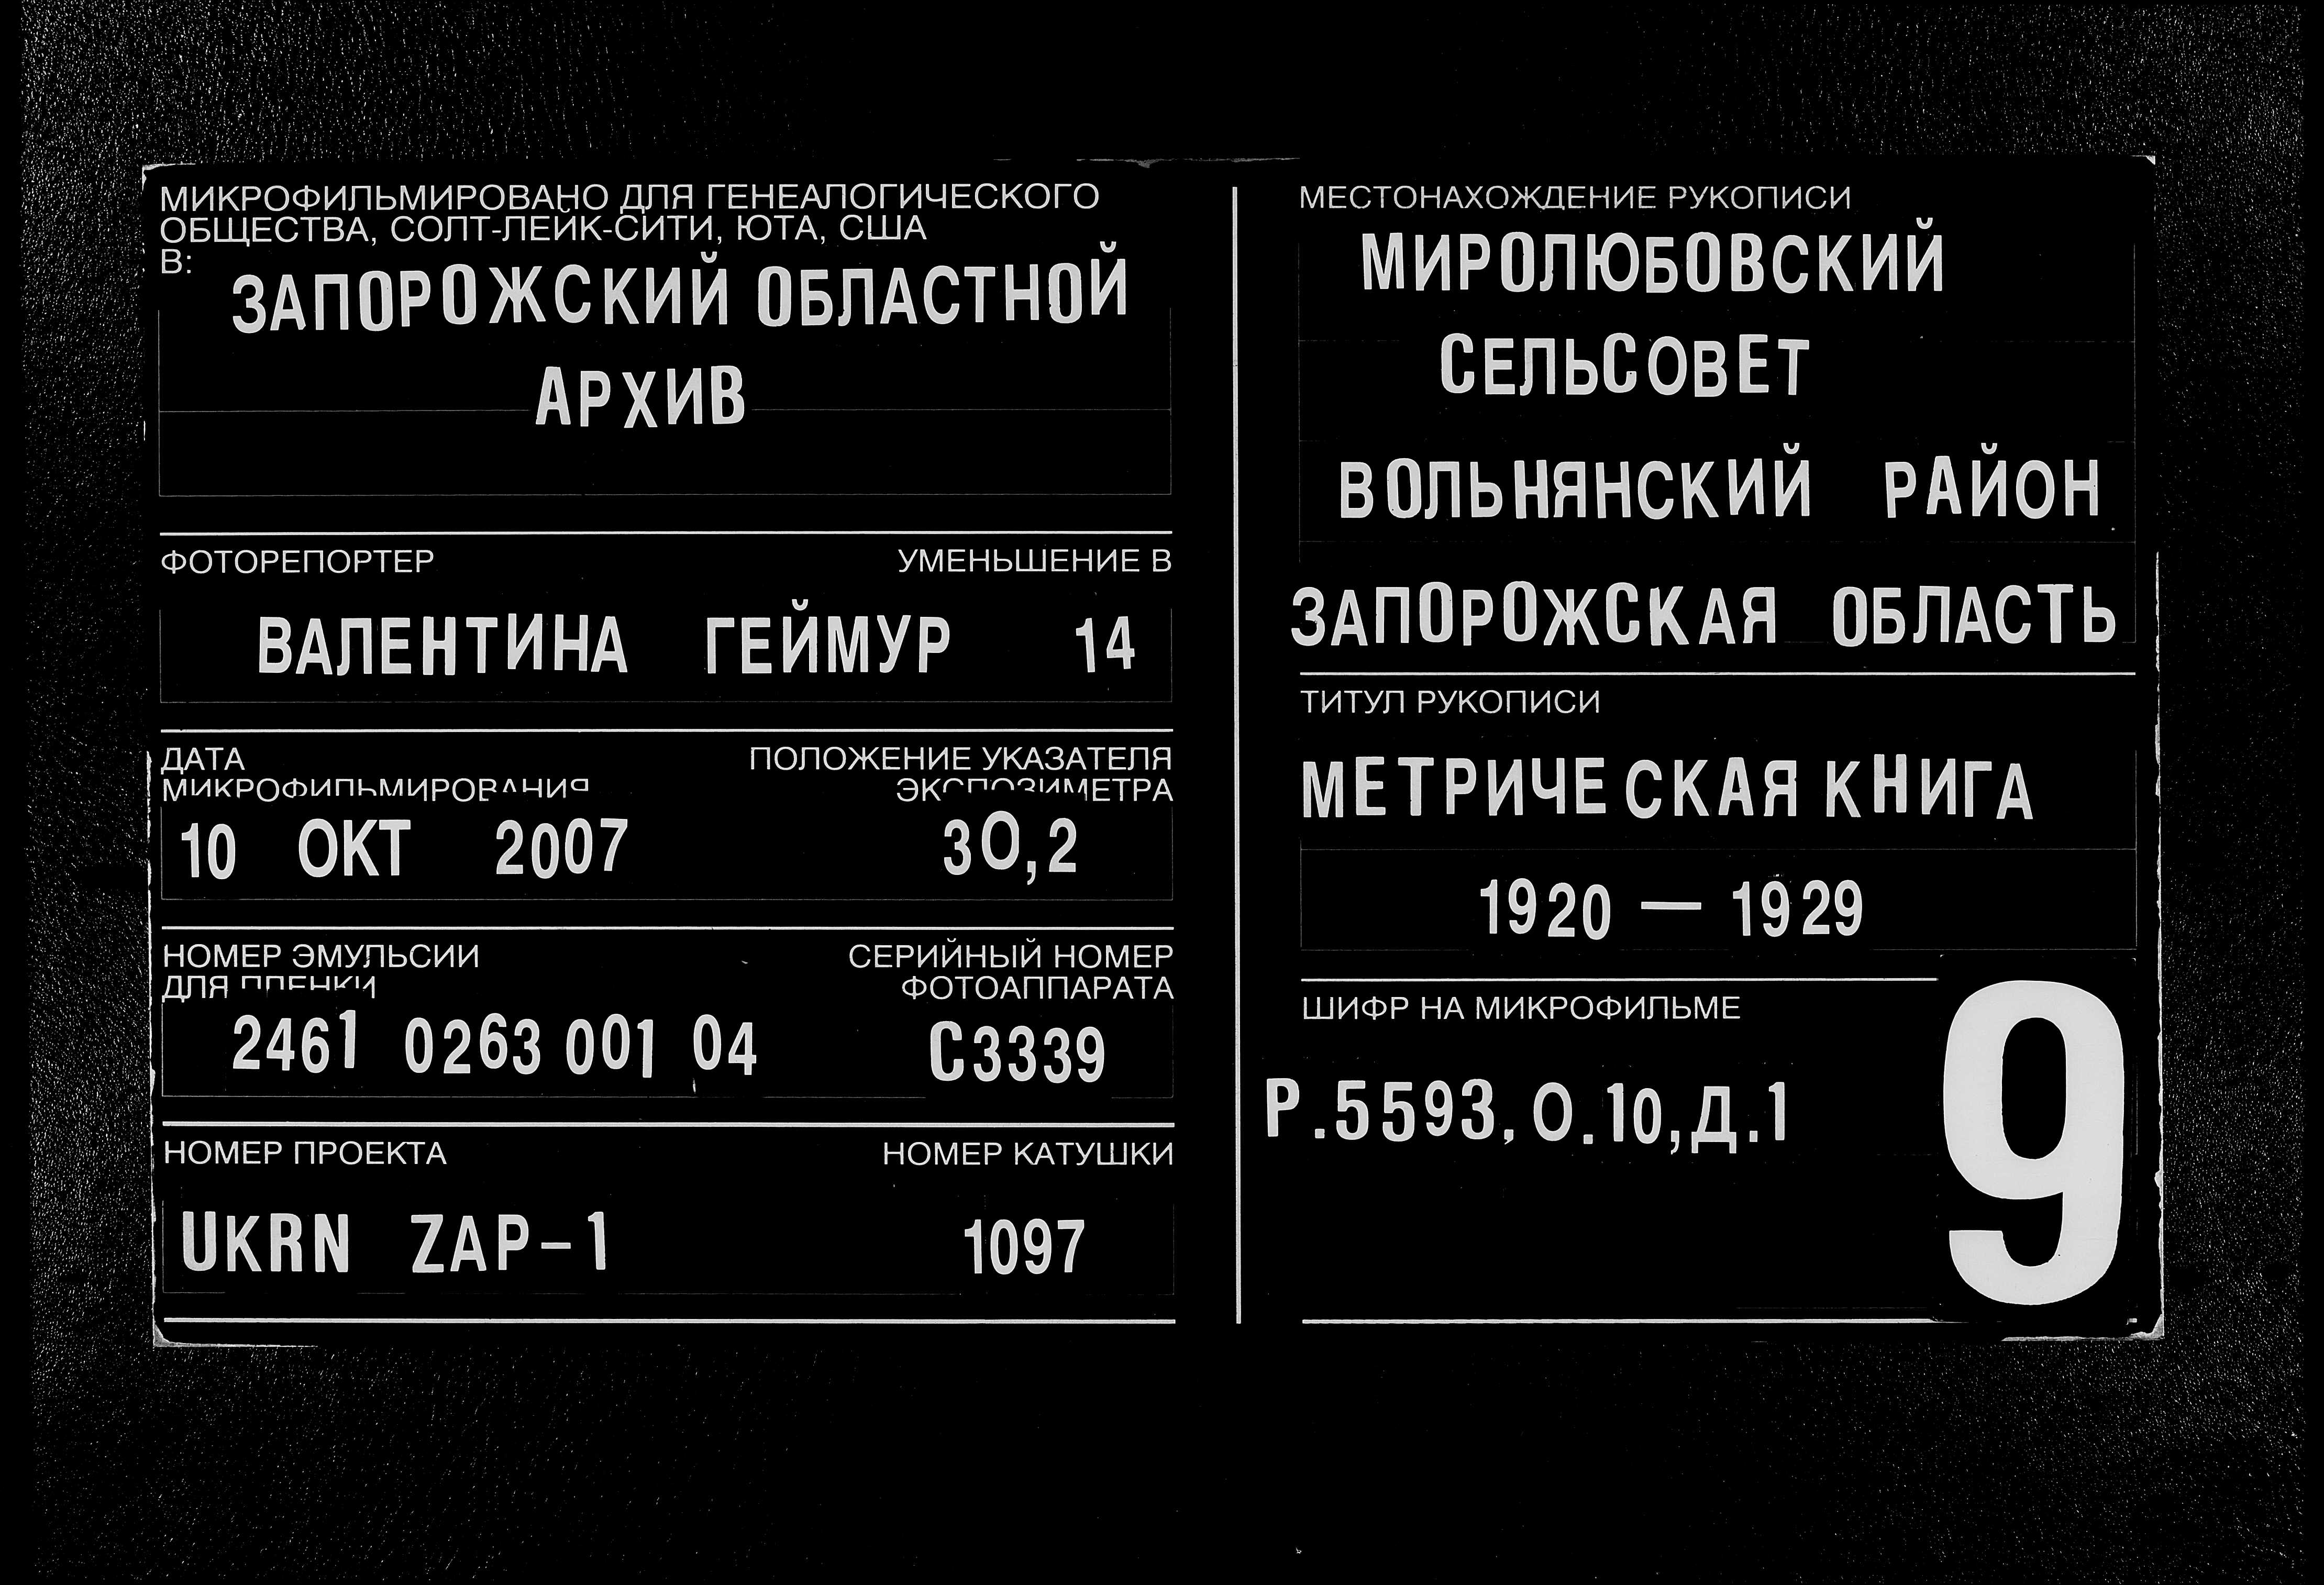 МИКРОФИЛЬМИРОВАНО ДЛЯ ГЕНЕАЛОГИЧЕСКОГО
ОБЩЕСТВА, СОЛТ-ЛЕЙК-СИТИ, ЮТА, США
В:
ЗАПОРОЖСКИЙ ОБЛАСТНОЙ
АРХИВ
ФОТОРЕПОРТЕР УМЕНЬШЕНИЕ В
ВАЛЕНТИНА ГЕЙМУР 14
ДАТА ПОЛОЖЕНИЕ УКАЗАТЕЛЯ
МИКРОФИЛЬМИРОВАНИЯ ЭКСПОЗИМЕТРА
10 ОКТ 2007 30,2
НОМЕР ЭМУЛЬСИИ СЕРИЙНЫЙ НОМЕР
ДЛЯ ПЛЕНКИ ФОТОАППАРАТА
2461 0263 001 04 С3339
НОМЕР ПРОЕКТА НОМЕР КАТУШКИ
UKRN ZAP-1 1097
МЕСТОНАХОЖДЕНИЕ РУКОПИСИ
МИРОЛЮБОВСКИЙ
СЕЛЬСОВЕТ
ВОЛЬНЯНСКИЙ РАЙОН
ЗАПОРОЖСКАЯ ОБЛАСТЬ
ТИТУЛ РУКОПИСИ
МЕТРИЧЕСКАЯ КНИГА
1920 — 1929
ШИФР НА МИКРОФИЛЬМЕ
Р.5593, О.10, Д.1
9